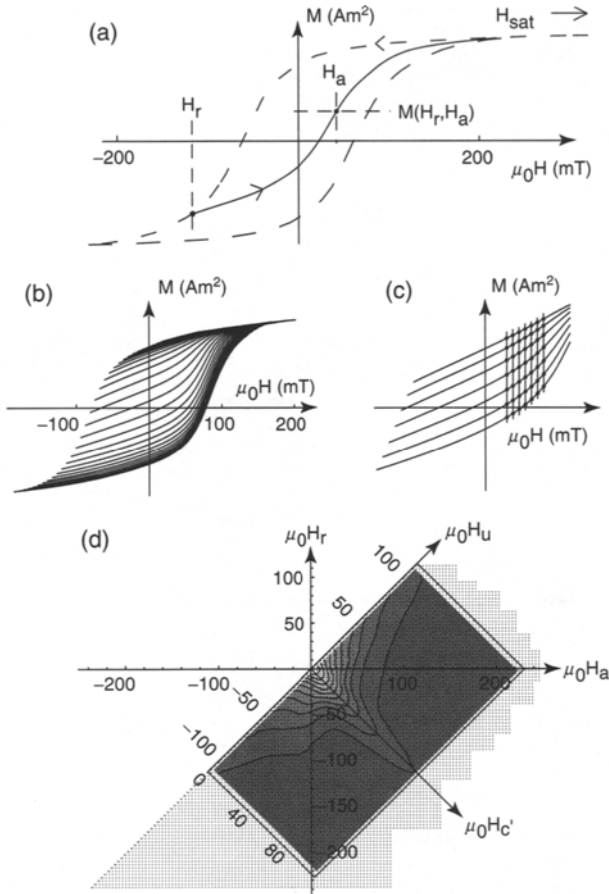 (a)
M (Am²)
H_sat
H_a
H_r
M(H_r,H_a)
−200
200
μ₀H (mT)
(b)
M (Am²)
μ₀H (mT)
−100
100
200
(c)
M (Am²)
μ₀H (mT)
(d)
μ₀H_r
μ₀H_u
100
100
50
50
−200
−100
100
200
μ₀H_a
−50
−50
−100
−100
0
−150
40
80
−200
μ₀H_c'